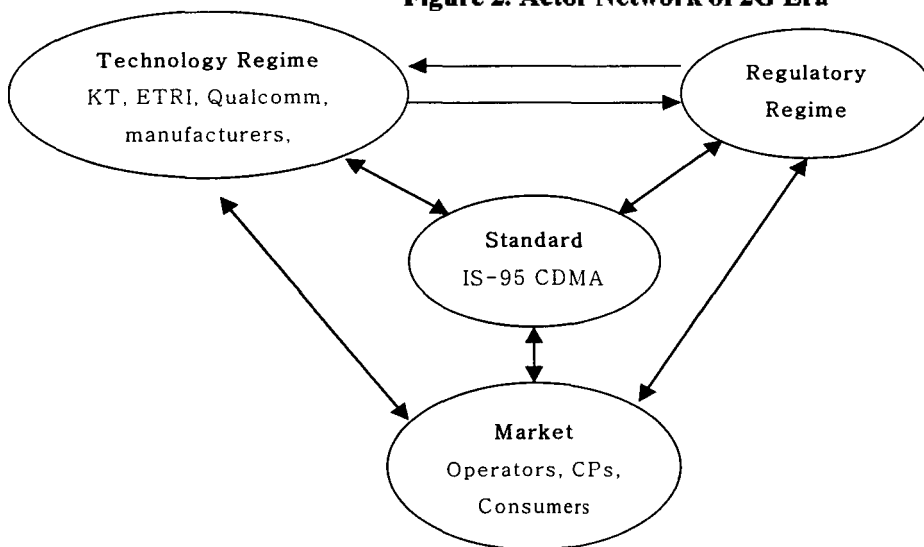 Figure 2. Actor Network of 2G Era
Technology Regime
KT, ETRI, Qualcomm,
manufacturers,
Regulatory
Regime
Standard
IS-95 CDMA
Market
Operators, CPs,
Consumers